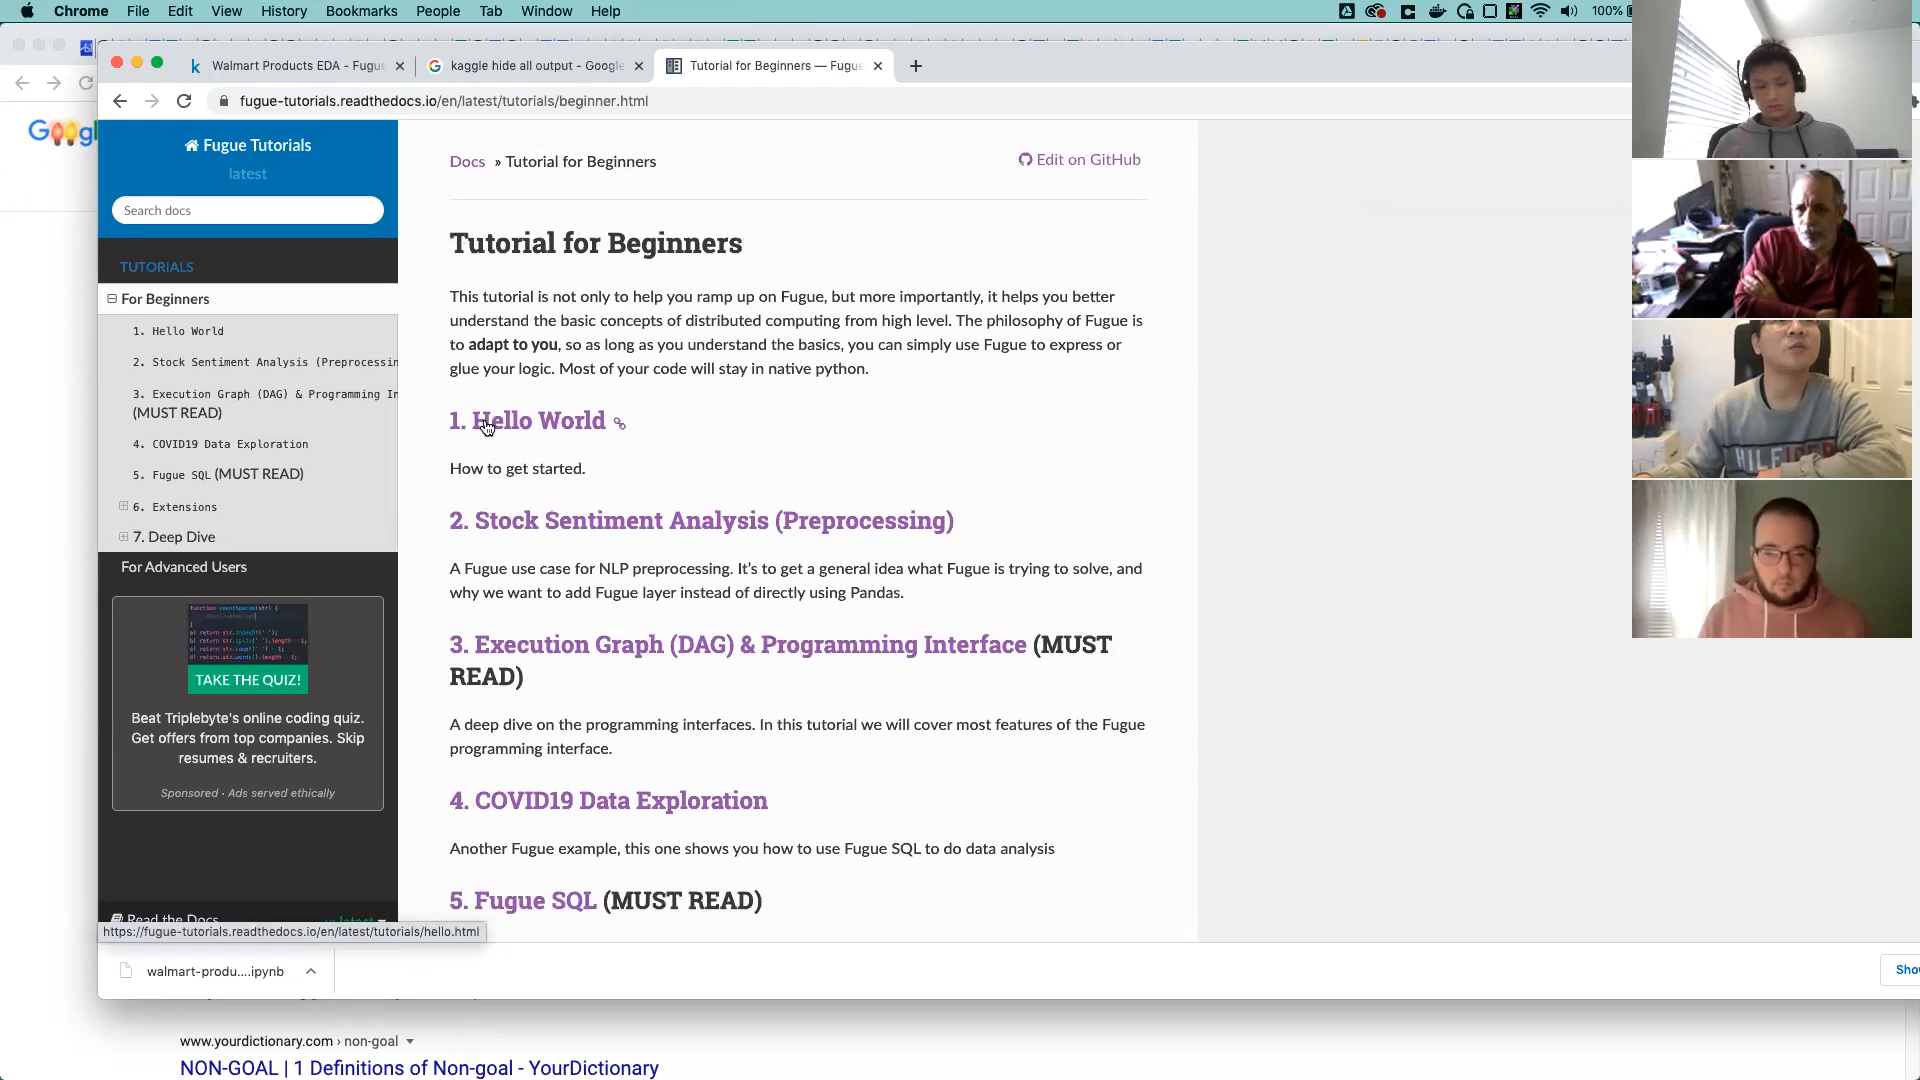 Chrome File Edit View History Bookmarks People Tab Window Help 100%
Walmart Products EDA - Fugue
kaggle hide all output - Google
Tutorial for Beginners — Fugue
fugue-tutorials.readthedocs.io/en/latest/tutorials/beginner.html
Fugue Tutorials
latest
Search docs
TUTORIALS
For Beginners
1. Hello World
2. Stock Sentiment Analysis (Preprocessin
3. Execution Graph (DAG) & Programming In
(MUST READ)
4. COVID19 Data Exploration
5. Fugue SQL (MUST READ)
6. Extensions
7. Deep Dive
For Advanced Users
TAKE THE QUIZ!
Beat Triplebyte's online coding quiz.
Get offers from top companies. Skip
resumes & recruiters.
Sponsored · Ads served ethically
Read the Docs
v: latest
https://fugue-tutorials.readthedocs.io/en/latest/tutorials/hello.html
Docs » Tutorial for Beginners
Edit on GitHub
Tutorial for Beginners
This tutorial is not only to help you ramp up on Fugue, but more importantly, it helps you better
understand the basic concepts of distributed computing from high level. The philosophy of Fugue is
to adapt to you, so as long as you understand the basics, you can simply use Fugue to express or
glue your logic. Most of your code will stay in native python.
1. Hello World
How to get started.
2. Stock Sentiment Analysis (Preprocessing)
A Fugue use case for NLP preprocessing. It’s to get a general idea what Fugue is trying to solve, and
why we want to add Fugue layer instead of directly using Pandas.
3. Execution Graph (DAG) & Programming Interface (MUST
READ)
A deep dive on the programming interfaces. In this tutorial we will cover most features of the Fugue
programming interface.
4. COVID19 Data Exploration
Another Fugue example, this one shows you how to use Fugue SQL to do data analysis
5. Fugue SQL (MUST READ)
walmart-produ....ipynb
Show
www.yourdictionary.com › non-goal
NON-GOAL | 1 Definitions of Non-goal - YourDictionary